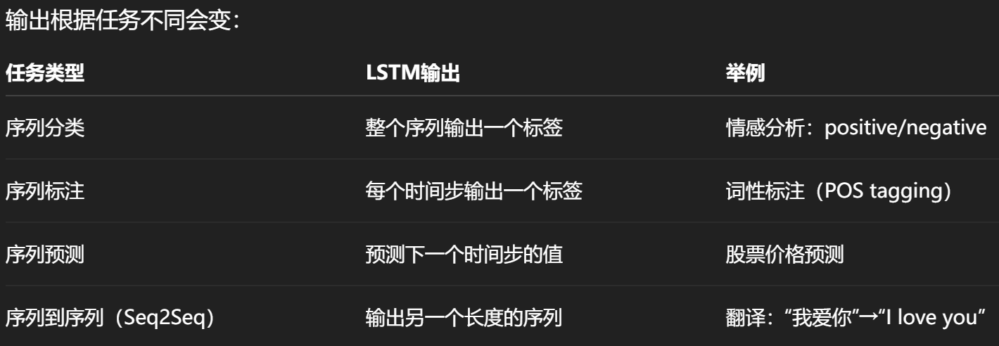 输出根据任务不同会变：
任务类型 LSTM输出 举例
序列分类 整个序列输出一个标签 情感分析：positive/negative
序列标注 每个时间步输出一个标签 词性标注（POS tagging）
序列预测 预测下一个时间步的值 股票价格预测
序列到序列（Seq2Seq） 输出另一个长度的序列 翻译：“我爱你”→“I love you”